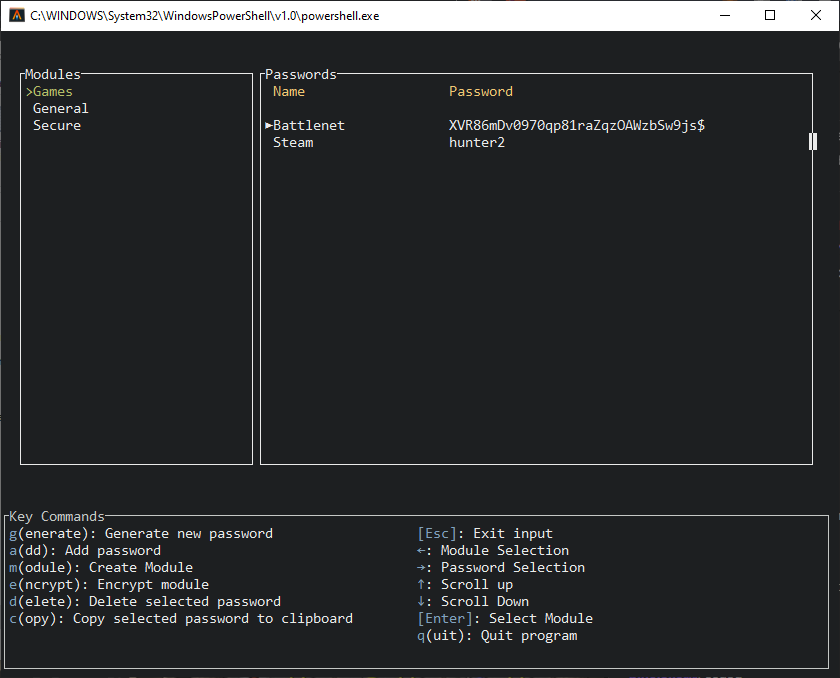 C:\WINDOWS\System32\WindowsPowerShell\v1.0\powershell.exe
Modules
>Games
General
Secure
Passwords
Name Password
►Battlenet XVR86mDv0970qp81raZqzOAWzbSw9js$
Steam hunter2
Key Commands
g(enerate): Generate new password
a(dd): Add password
m(odule): Create Module
e(ncrypt): Encrypt module
d(elete): Delete selected password
c(opy): Copy selected password to clipboard
[Esc]: Exit input
←: Module Selection
→: Password Selection
↑: Scroll up
↓: Scroll Down
[Enter]: Select Module
q(uit): Quit program